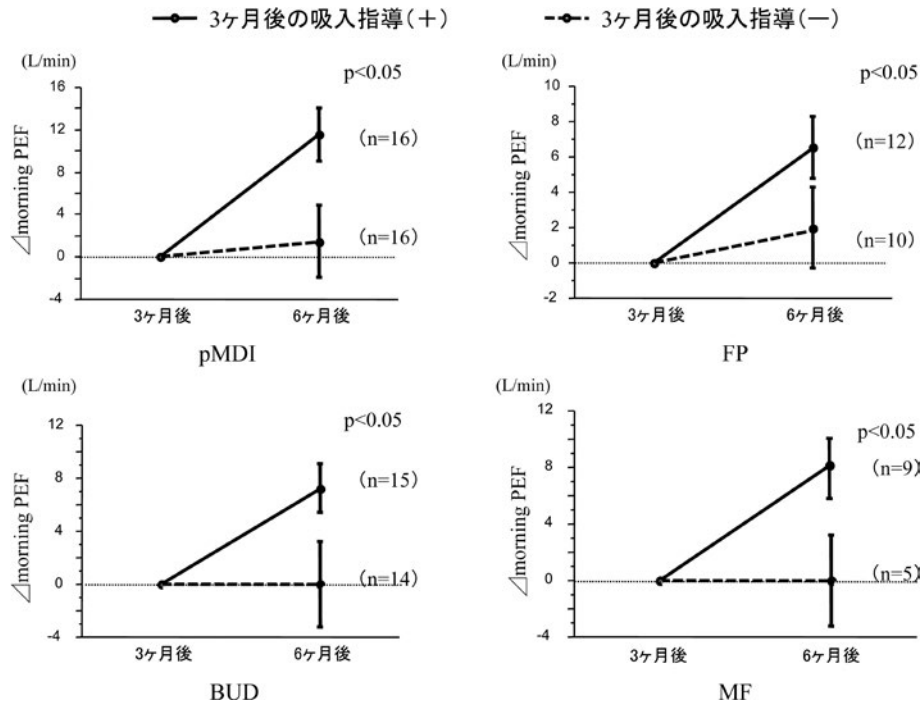 3ヶ月後の吸入指導(＋) 3ヶ月後の吸入指導(－)
(L/min)
p<0.05
16
12
8
4
0
-4
⊿morning PEF
(n=16)
(n=16)
3ヶ月後 6ヶ月後
pMDI
(L/min)
p<0.05
10
8
6
4
2
0
-2
⊿morning PEF
(n=12)
(n=10)
3ヶ月後 6ヶ月後
FP
(L/min)
p<0.05
12
8
4
0
-4
⊿morning PEF
(n=15)
(n=14)
3ヶ月後 6ヶ月後
BUD
(L/min)
p<0.05
12
8
4
0
-4
⊿morning PEF
(n=9)
(n=5)
3ヶ月後 6ヶ月後
MF